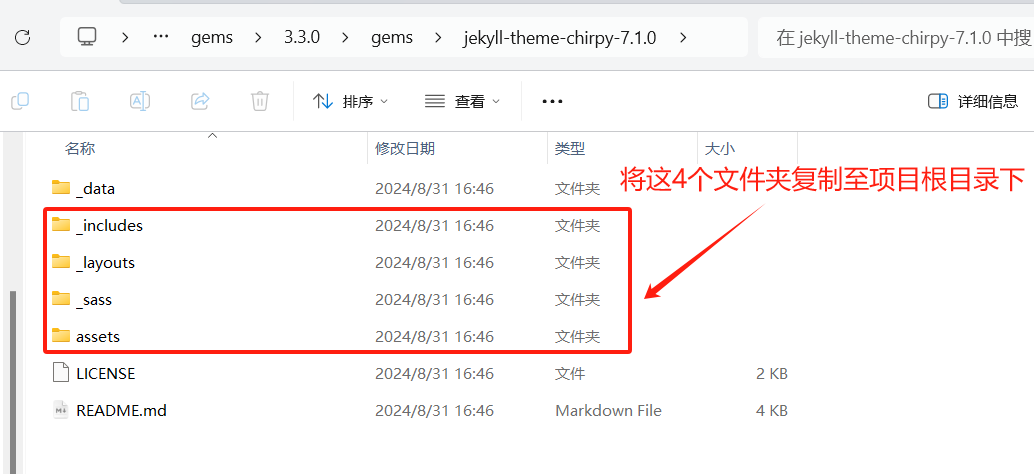 ··· > gems > 3.3.0 > gems > jekyll-theme-chirpy-7.1.0 >
在 jekyll-theme-chirpy-7.1.0 中搜
排序 查看 ··· 详细信息
名称 修改日期 类型 大小
_data 2024/8/31 16:46 文件夹
将这4个文件夹复制至项目根目录下
_includes 2024/8/31 16:46 文件夹
_layouts 2024/8/31 16:46 文件夹
_sass 2024/8/31 16:46 文件夹
assets 2024/8/31 16:46 文件夹
LICENSE 2024/8/31 16:46 文件 2 KB
README.md 2024/8/31 16:46 Markdown File 4 KB